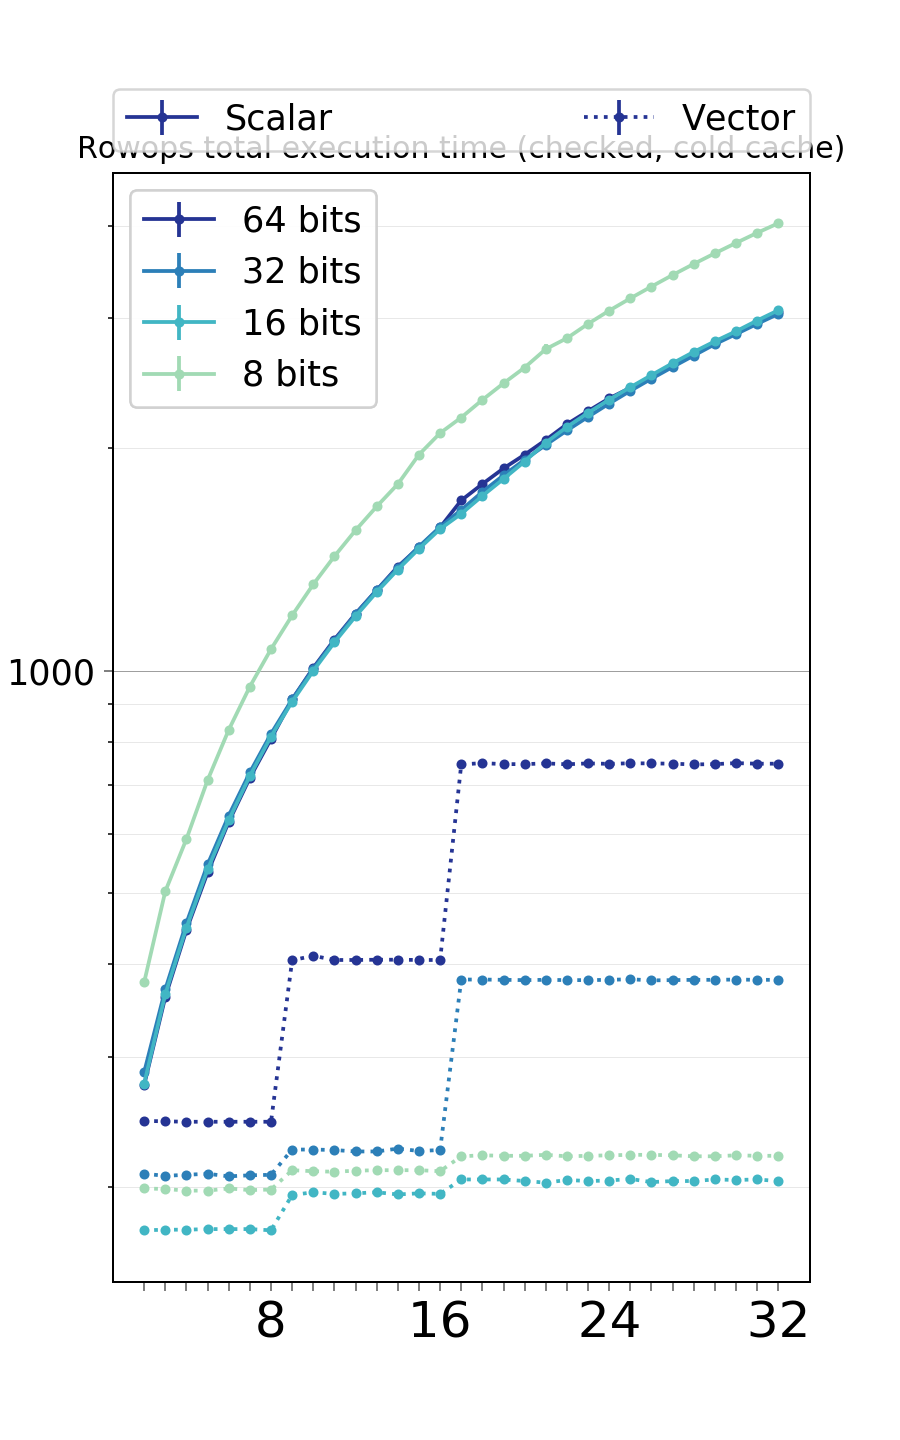 Scalar Vector
Rowops total execution time (checked, cold cache)
64 bits
32 bits
16 bits
8 bits
1000
8 16 24 32